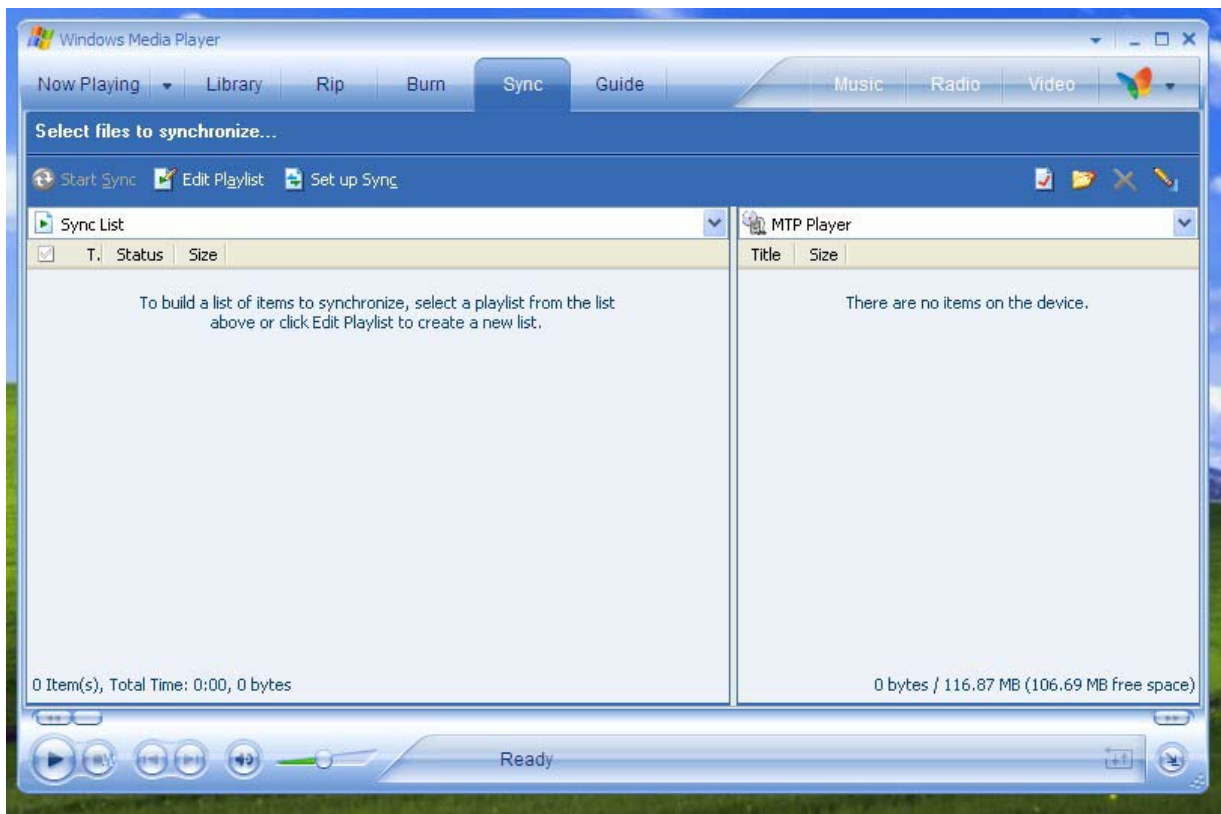 Windows Media Player
Now Playing Library Rip Burn Sync Guide Music Radio Video
Select files to synchronize...
Start Sync Edit Playlist Set up Sync
Sync List MTP Player
T. Status Size Title Size
To build a list of items to synchronize, select a playlist from the list
above or click Edit Playlist to create a new list.
There are no items on the device.
0 Item(s), Total Time: 0:00, 0 bytes 0 bytes / 116.87 MB (106.69 MB free space)
Ready